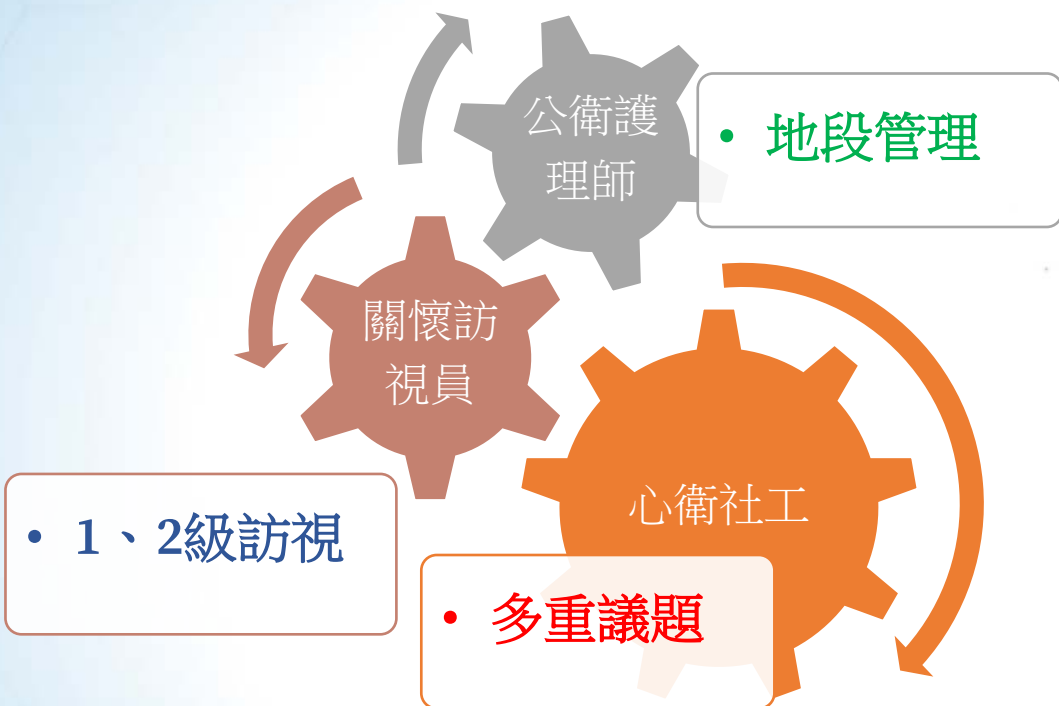 公衛護
理師
• 地段管理
關懷訪
視員
• 1、2級訪視
心衛社工
• 多重議題